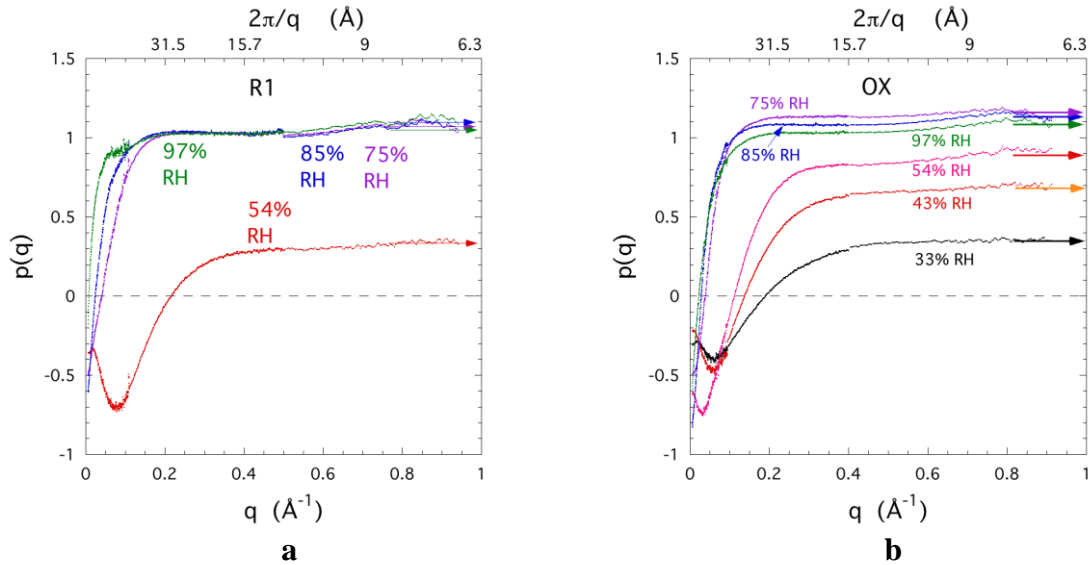 2π/q (Å)
31.5 15.7 9 6.3
1.5
1
0.5
0
-0.5
-1
p(q)
R1
97%
RH
85%
RH
75%
RH
54%
RH
0 0.2 0.4 0.6 0.8 1
q (Å⁻¹)
a
2π/q (Å)
31.5 15.7 9 6.3
1.5
1
0.5
0
-0.5
-1
p(q)
OX
75% RH
85% RH
97% RH
54% RH
43% RH
33% RH
0 0.2 0.4 0.6 0.8 1
q (Å⁻¹)
b